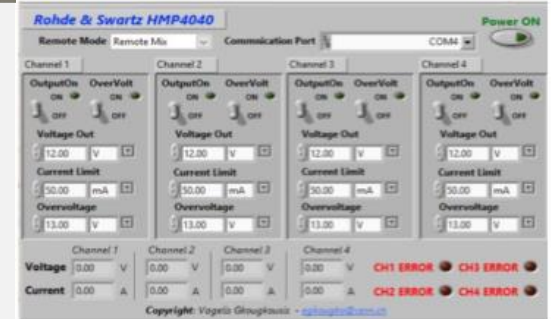 Rohde & Swartz HMP4040
Power ON
Remote Mode Remote Mix Commnication Port COM4
Channel 1 Channel 2 Channel 3 Channel 4
OutputOn OverVolt OutputOn OverVolt OutputOn OverVolt OutputOn OverVolt
ON ON ON ON ON ON ON ON
OFF OFF OFF OFF OFF OFF OFF OFF
Voltage Out Voltage Out Voltage Out Voltage Out
12.00 V 12.00 V 12.00 V 12.00 V
Current Limit Current Limit Current Limit Current Limit
50.00 mA 50.00 mA 50.00 mA 50.00 mA
Overvoltage Overvoltage Overvoltage Overvoltage
13.00 V 13.00 V 13.00 V 13.00 V
Channel 1 Channel 2 Channel 3 Channel 4
Voltage 0.00 V 0.00 V 0.00 V 0.00 V CH1 ERROR CH3 ERROR
Current 0.00 A 0.00 A 0.00 A 0.00 A CH2 ERROR CH4 ERROR
Copyright: Vagelis Gkougkousis -